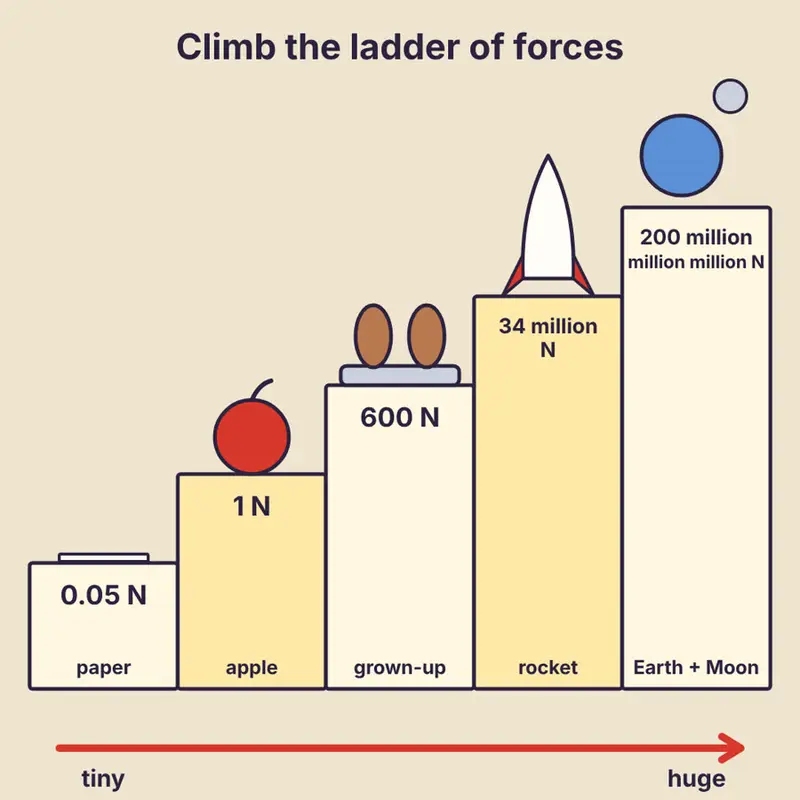 Climb the ladder of forces
200 million
million million N
34 million
N
600 N
1 N
0.05 N
paper
apple
grown-up
rocket
Earth + Moon
tiny
huge